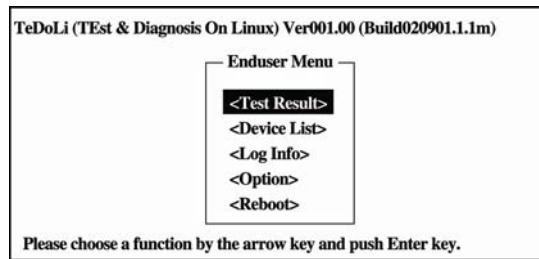 TeDoLi (TEst & Diagnosis On Linux) Ver001.00 (Build020901.1.1m)
Enduser Menu
<Test Result>
<Device List>
<Log Info>
<Option>
<Reboot>
Please choose a function by the arrow key and push Enter key.